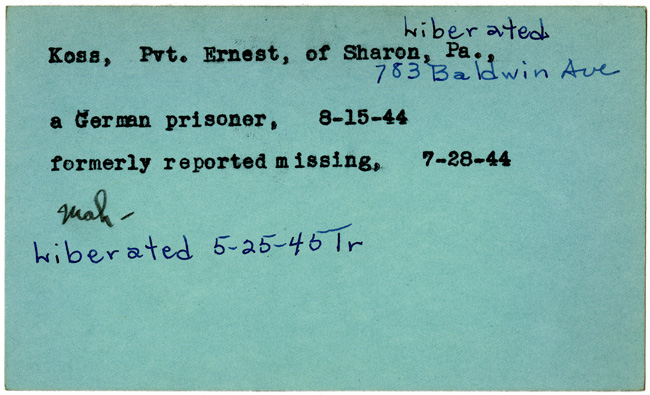 Liberated
Koss, Pvt. Ernest, of Sharon, Pa.,
783 Baldwin Ave
a German prisoner, 8-15-44
formerly reported missing, 7-28-44
Mah-
Liberated 5-25-45 Tr